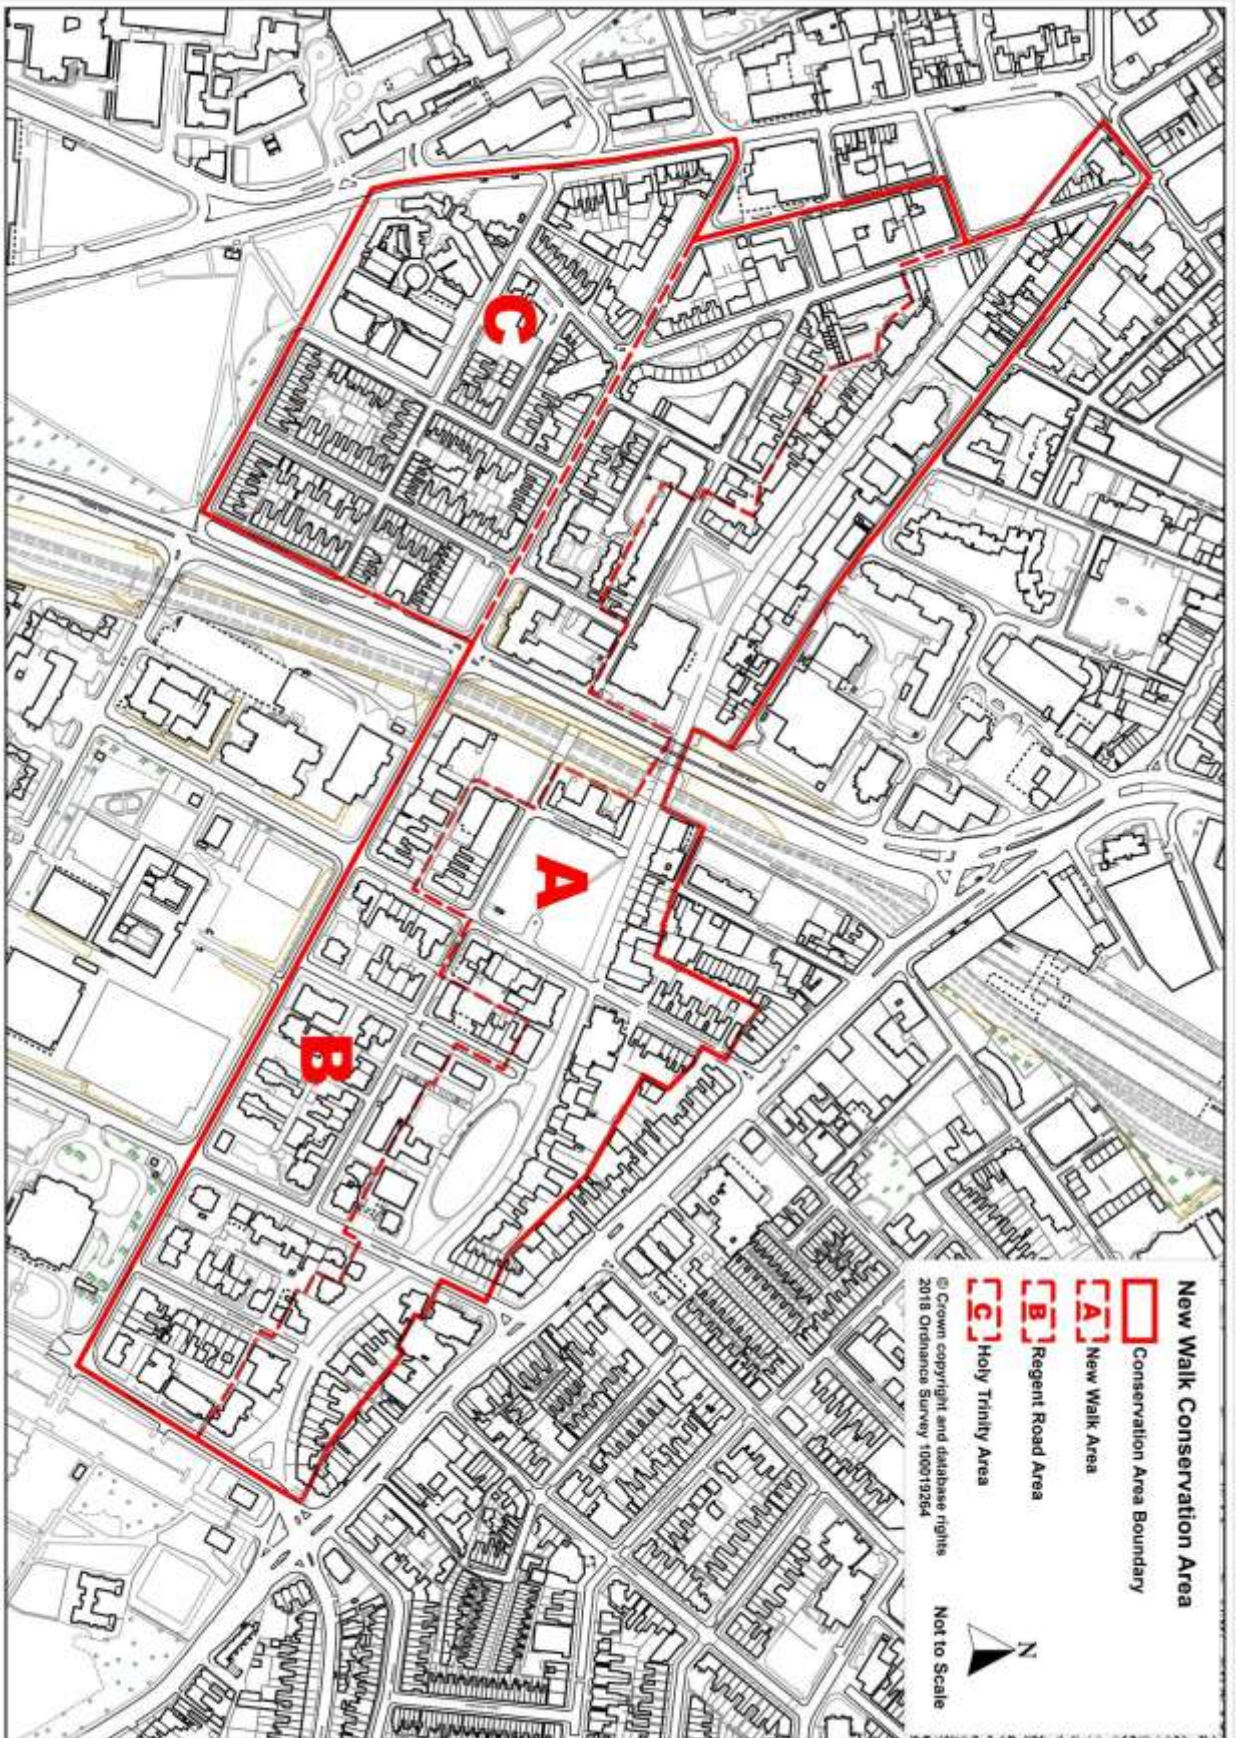 New Walk Conservation Area
Conservation Area Boundary
A
New Walk Area
B
Regent Road Area
C
Holy Trinity Area
© Crown copyright and database rights
2018 Ordnance Survey 100019264
Not to Scale
N
A
B
C